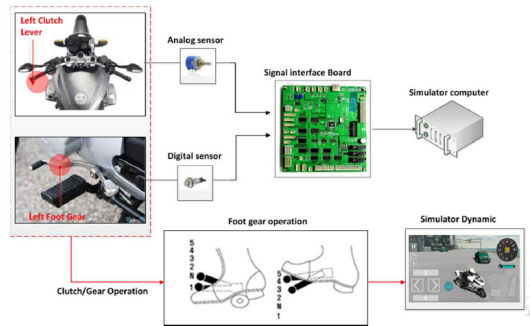 Left Clutch
Lever
Analog sensor
Signal interface Board
Simulator computer
Digital sensor
Left Foot Gear
Foot gear operation
Simulator Dynamic
5
4
3
2
N
1
5
4
3
2
N
1
Clutch/Gear Operation